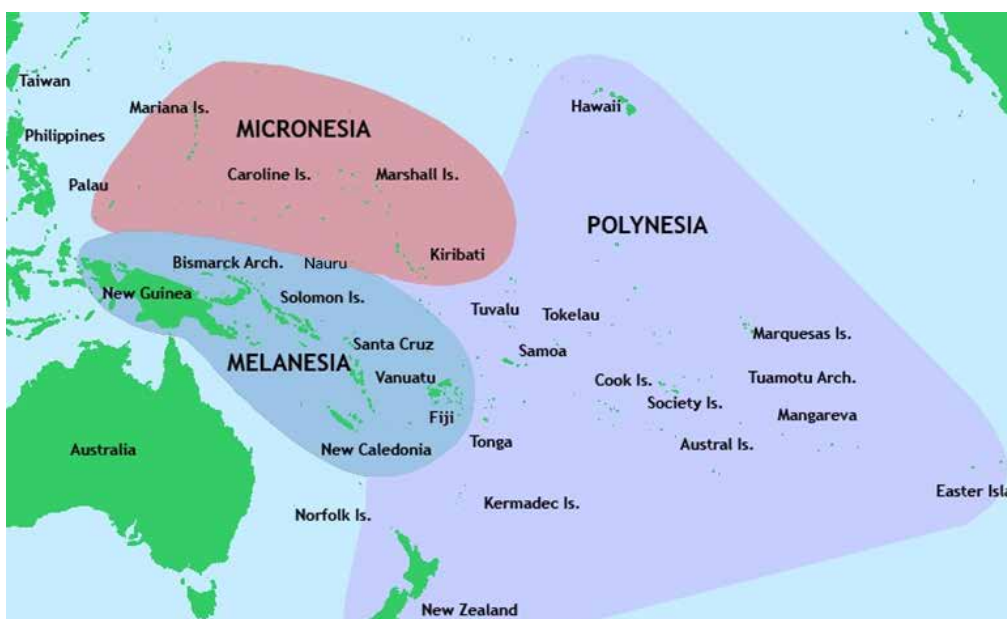 Taiwan
Hawaii
Mariana Is.
MICRONESIA
Philippines
Caroline Is.
Marshall Is.
Palau
POLYNESIA
Kiribati
Bismarck Arch.
Nauru
New Guinea
Solomon Is.
Tuvalu
Tokelau
Marquesas Is.
Santa Cruz
Samoa
MELANESIA
Vanuatu
Cook Is.
Tuamotu Arch.
Society Is.
Fiji
Mangareva
Tonga
Austral Is.
Australia
New Caledonia
Easter Isla
Kermadec Is.
Norfolk Is.
New Zealand